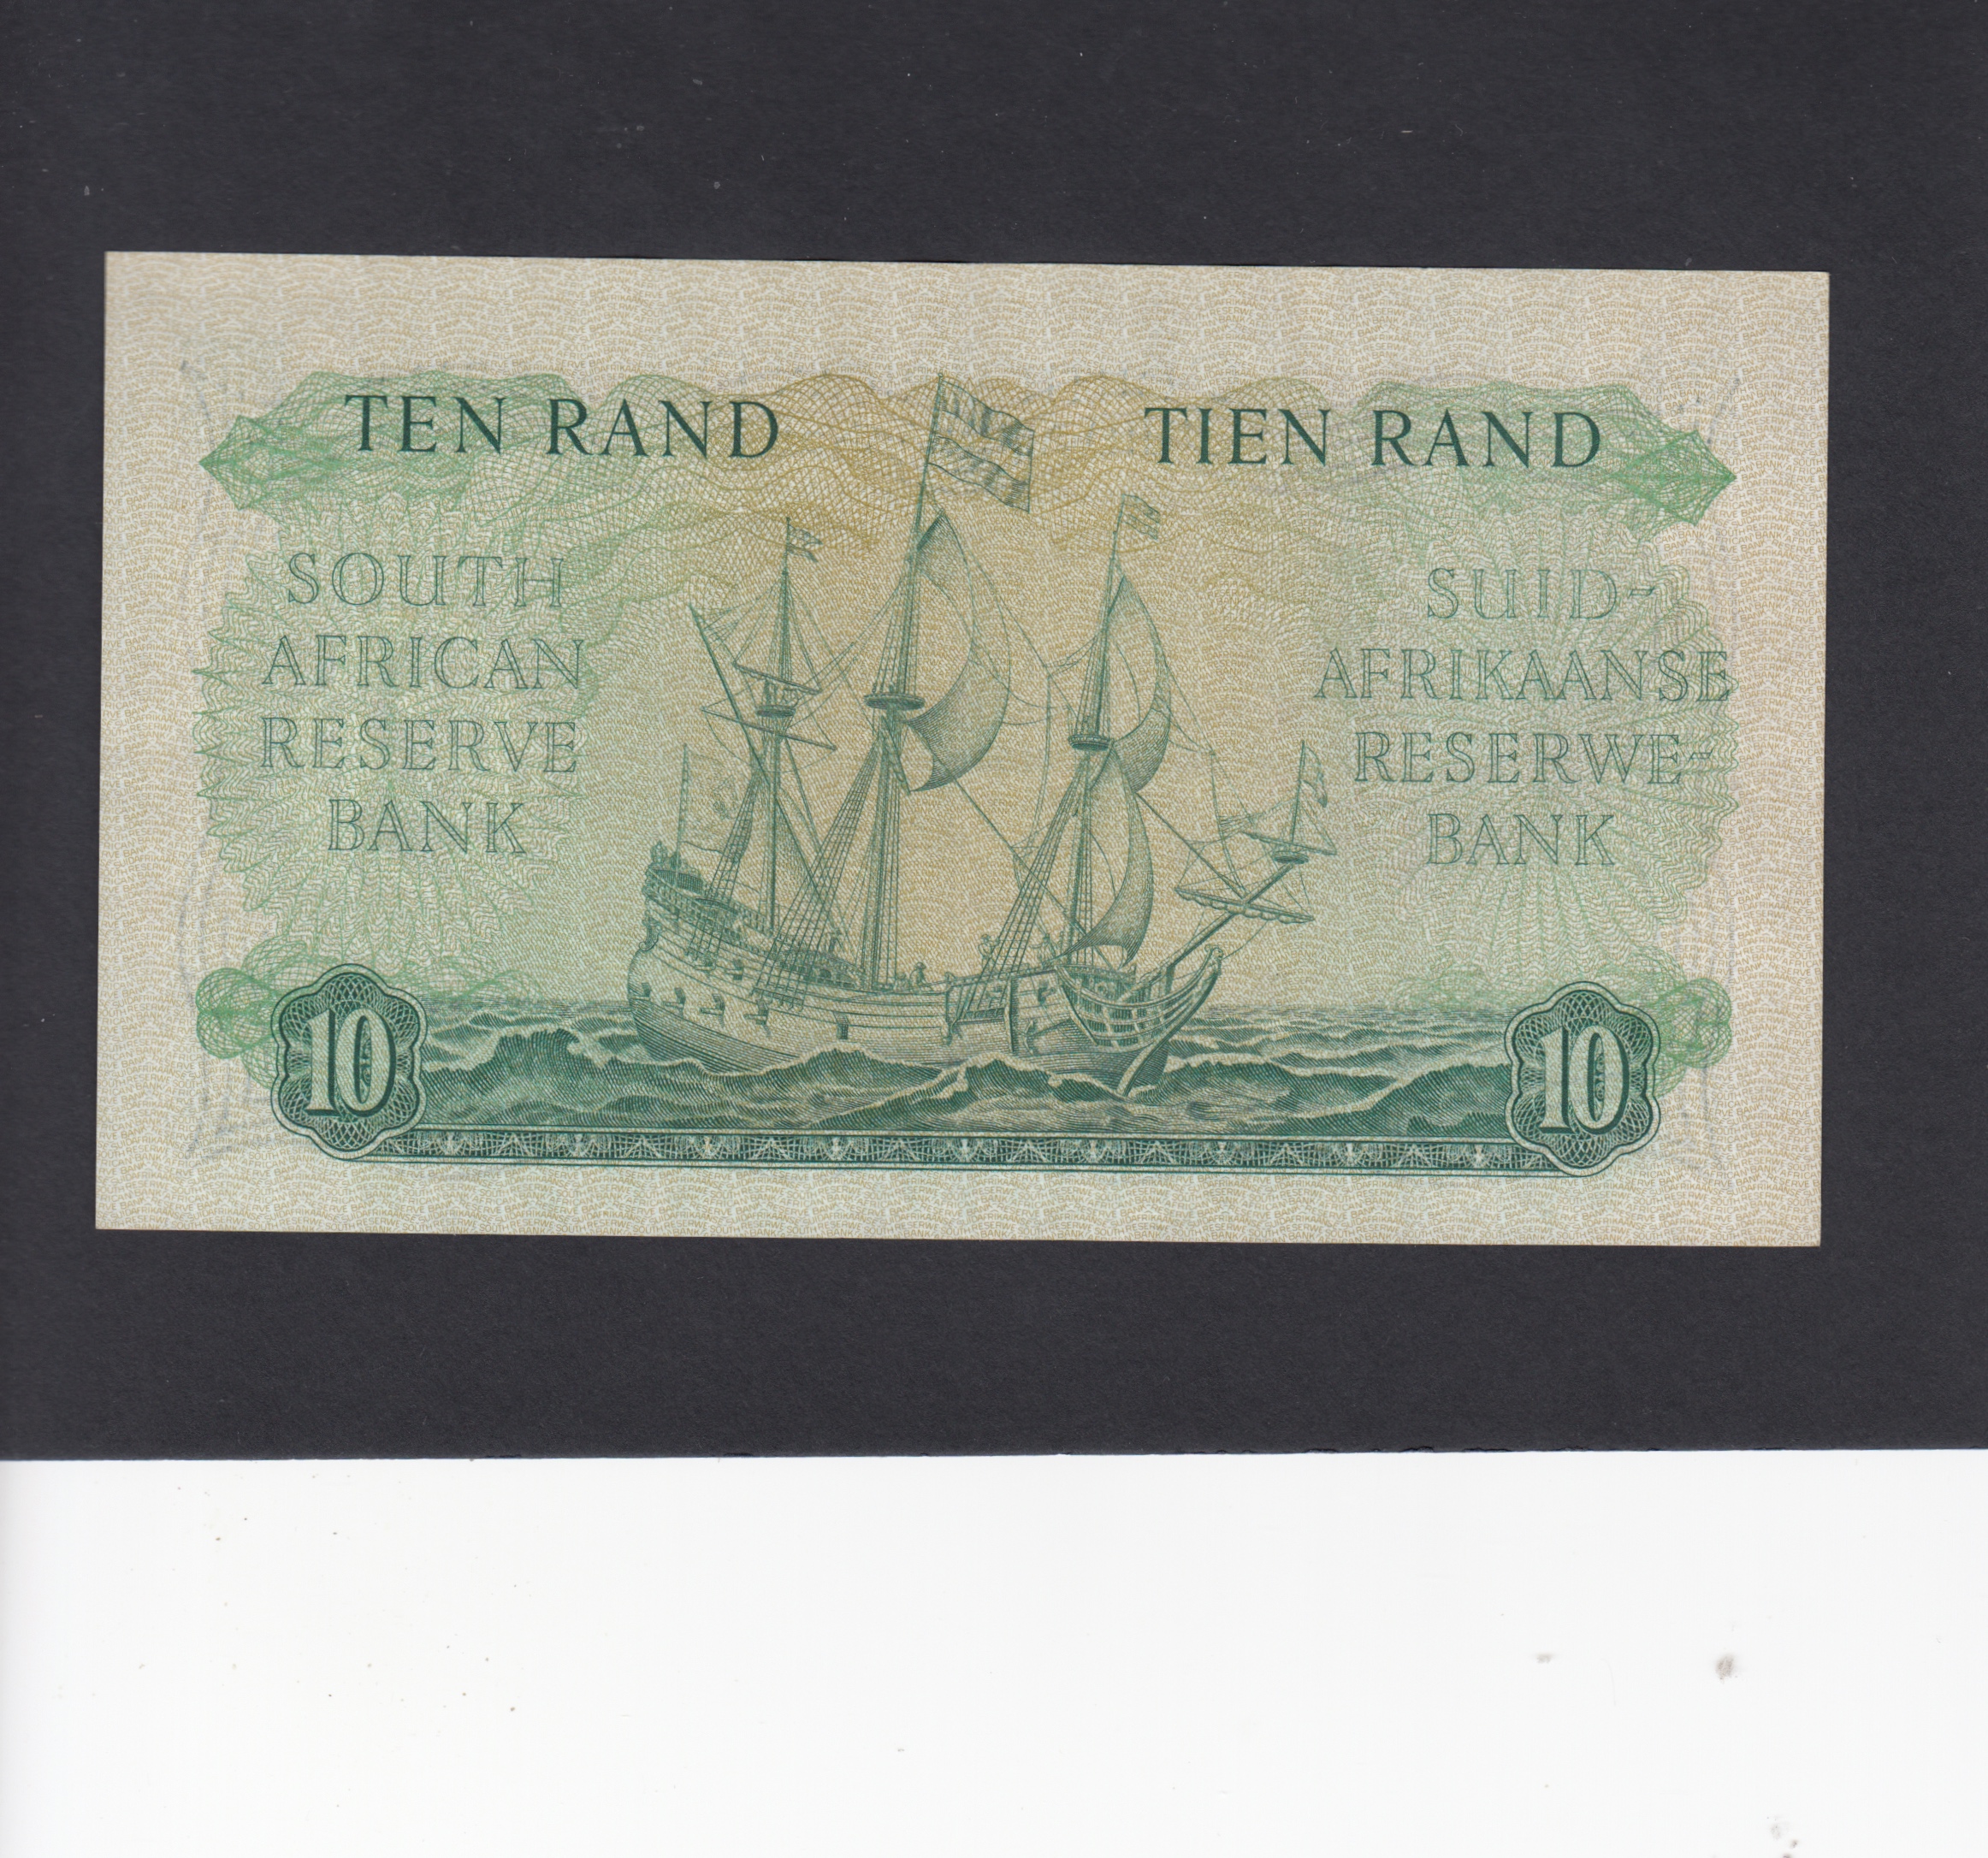 TEN RAND
TIEN RAND
SOUTH
AFRICAN
RESERVE
BANK
SUID-
AFRIKAANSE
RESERWE-
BANK
10
10